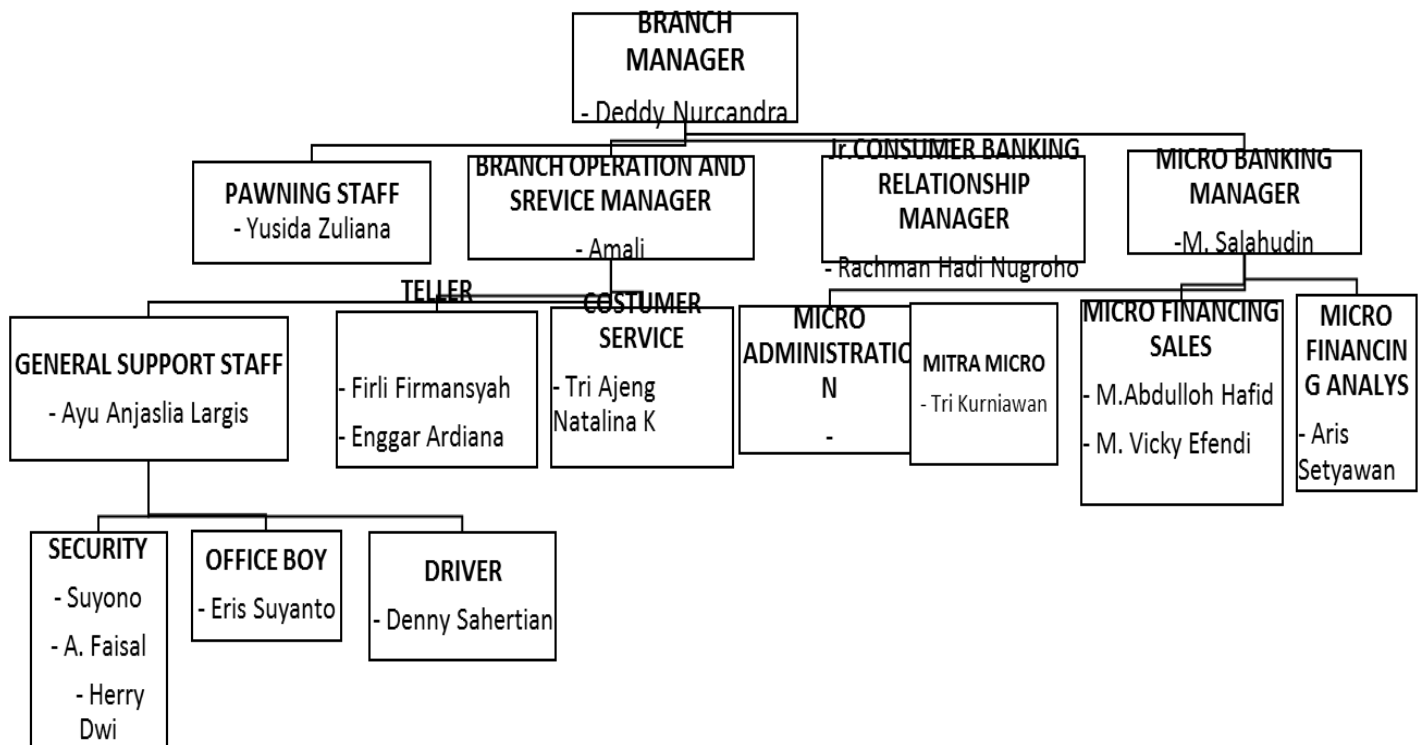 BRANCH
MANAGER
- Deddy Nurcandra
PAWNING STAFF
- Yusida Zuliana
BRANCH OPERATION AND
SREVICE MANAGER
- Amali
Jr.CONSUMER BANKING
RELATIONSHIP
MANAGER
- Rachman Hadi Nugroho
MICRO BANKING
MANAGER
-M. Salahudin
GENERAL SUPPORT STAFF
- Ayu Anjaslia Largis
TELLER
- Firli Firmansyah
- Enggar Ardiana
COSTUMER
SERVICE
- Tri Ajeng
Natalina K
MICRO
ADMINISTRATIO
N
-
MITRA MICRO
- Tri Kurniawan
MICRO FINANCING
SALES
- M.Abdulloh Hafid
- M. Vicky Efendi
MICRO
FINANCIN
G ANALYS
- Aris
Setyawan
SECURITY
- Suyono
- A. Faisal
- Herry
Dwi
OFFICE BOY
- Eris Suyanto
DRIVER
- Denny Sahertian